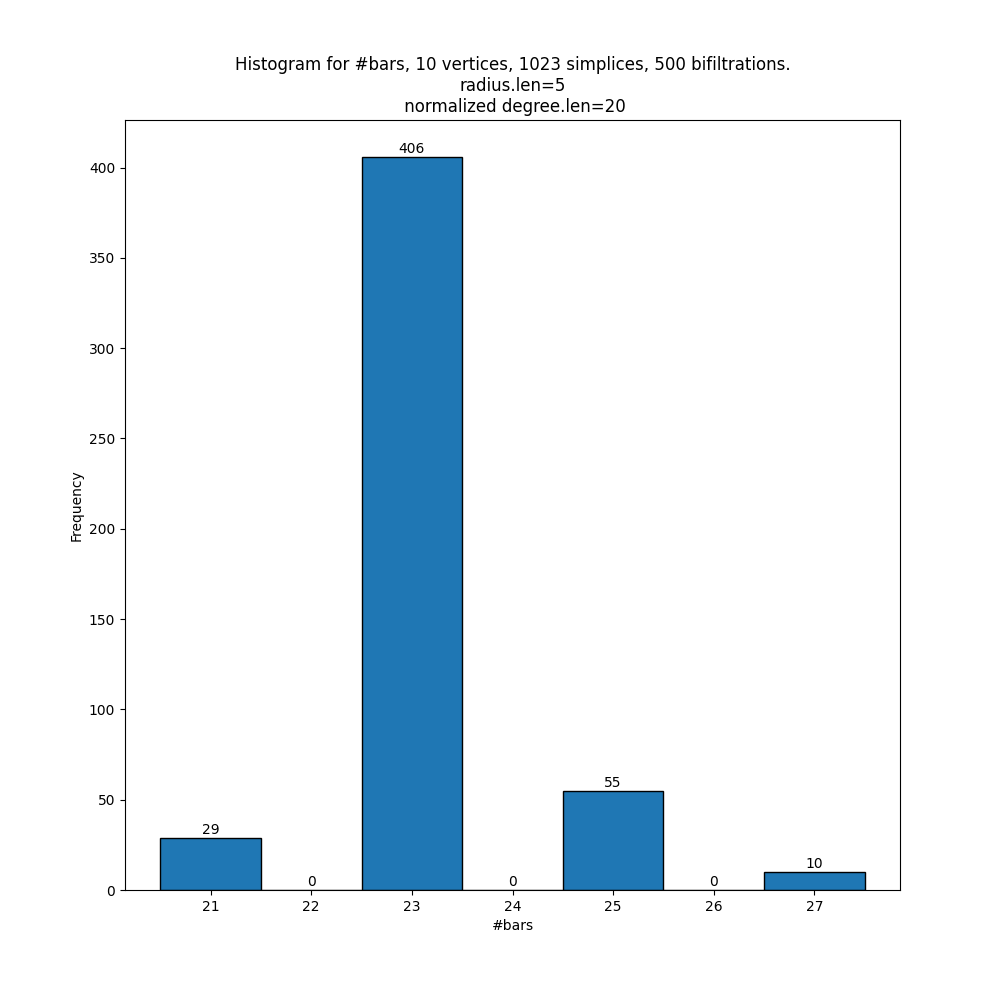 Histogram for #bars, 10 vertices, 1023 simplices, 500 bifiltrations.
radius.len=5
normalized degree.len=20
406
400
350
300
250
200
150
100
50
0
Frequency
29
0
0
55
0
10
21 22 23 24 25 26 27
#bars